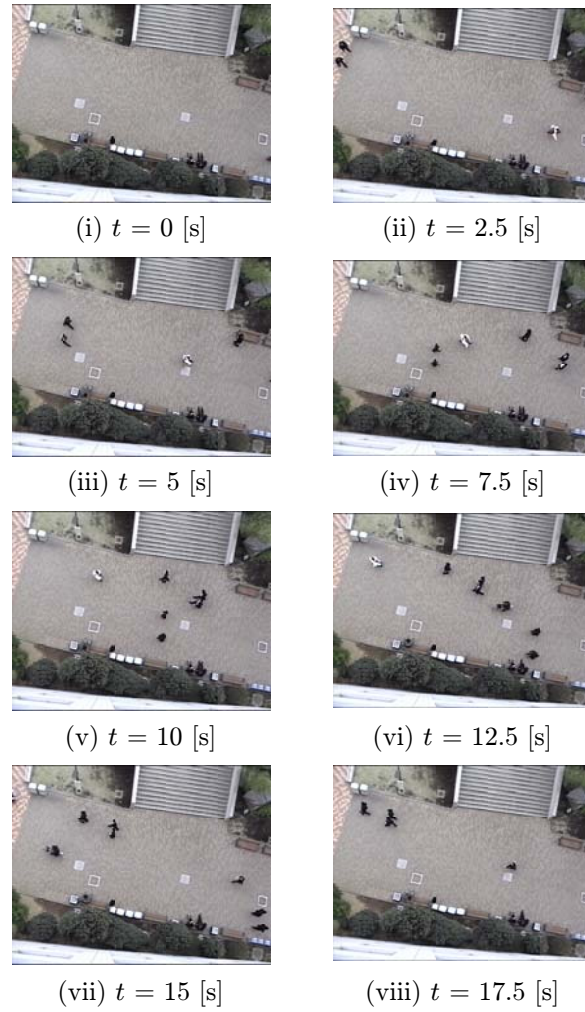 (i) t = 0 [s]
(ii) t = 2.5 [s]
(iii) t = 5 [s]
(iv) t = 7.5 [s]
(v) t = 10 [s]
(vi) t = 12.5 [s]
(vii) t = 15 [s]
(viii) t = 17.5 [s]